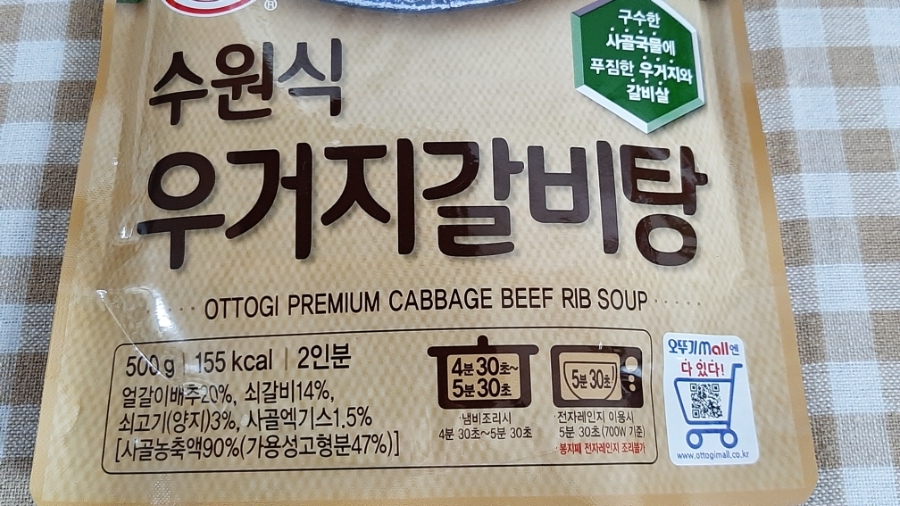 ®
구수한
사골국물에
푸짐한 우거지와
갈비살
수원식
우거지갈비탕
OTTOGI PREMIUM CABBAGE BEEF RIB SOUP
500 g | 155 kcal | 2인분
얼갈이배추20%, 쇠갈비14%,
쇠고기(양지)3%, 사골엑기스1.5%
[사골농축액90%(가용성고형분47%)]
4분 30초~
5분 30초
냄비조리시
4분 30초~5분 30초
5분 30초
전자레인지 이용시
5분 30초 (700W 기준)
봉지째 전자레인지 조리불가
오뚜기mall엔
다 있다!
www.ottogimall.co.kr